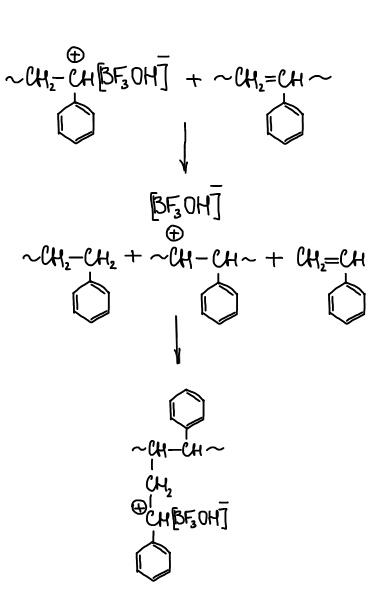 ~CH₂–CH⊕[BF₃OH]⁻ + ~CH₂=CH~
[BF₃OH]⁻
~CH₂–CH₂ + ~CH⊕–CH~ + CH₂=CH
~CH–CH~
CH₂
⊕CH[BF₃OH]⁻